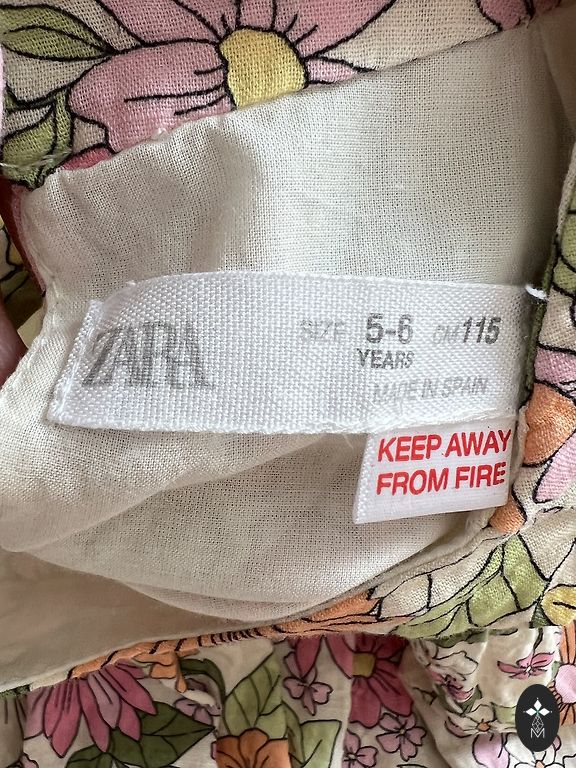 ZARA
SIZE 5-6 CM 115
YEARS
MADE IN SPAIN
KEEP AWAY
FROM FIRE
M